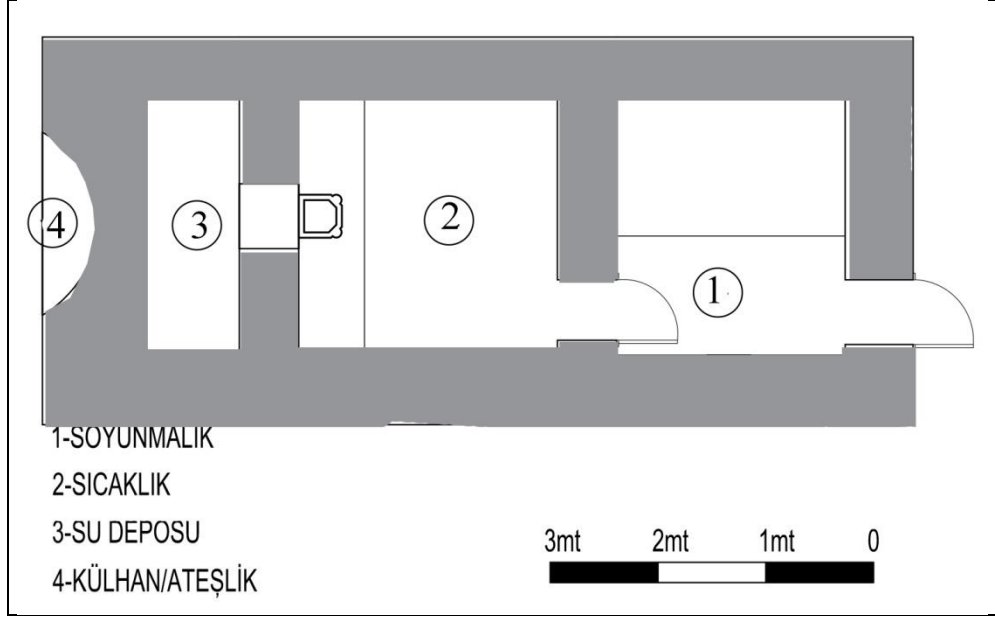 4
3
2
1
1-SOYUNMALIK
2-SICAKLIK
3-SU DEPOSU
4-KÜLHAN/ATEŞLİK
3mt 2mt 1mt 0